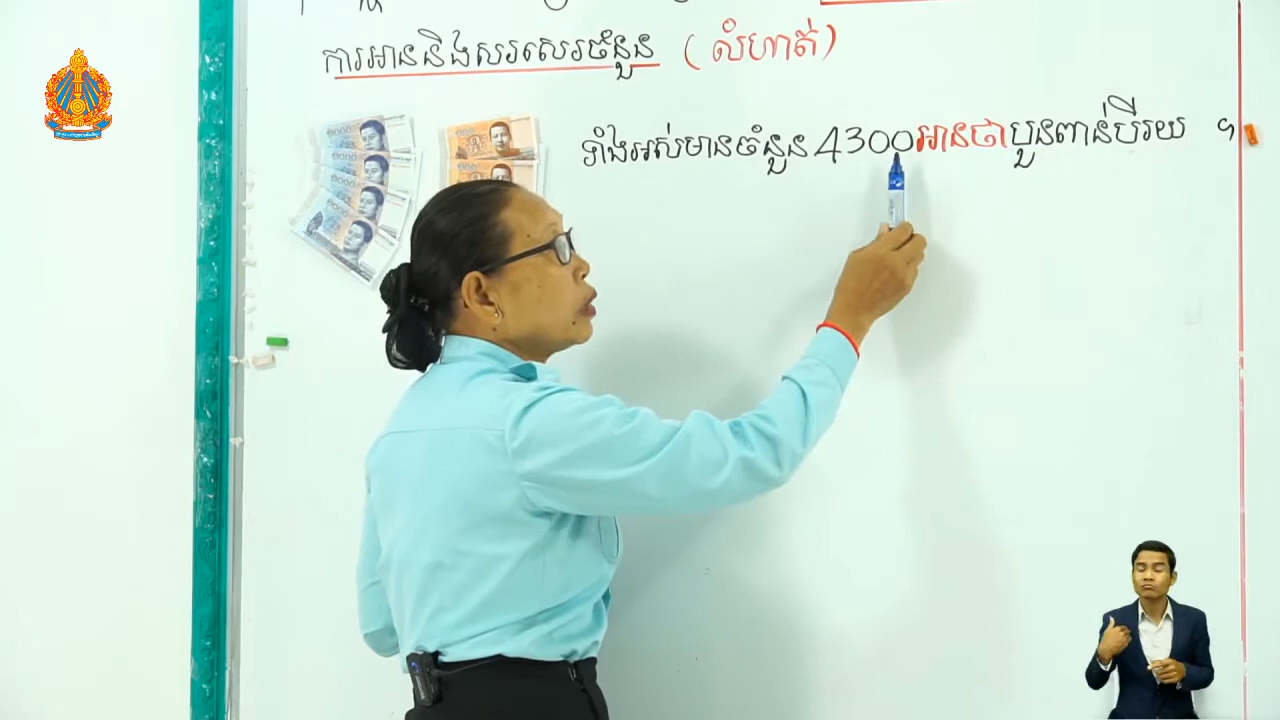 ការអាននិងសរសេរចំនួន (លំហាត់)
ទាំងអស់មានចំនួន 4300 អានថា បួនពាន់បីរយ ។